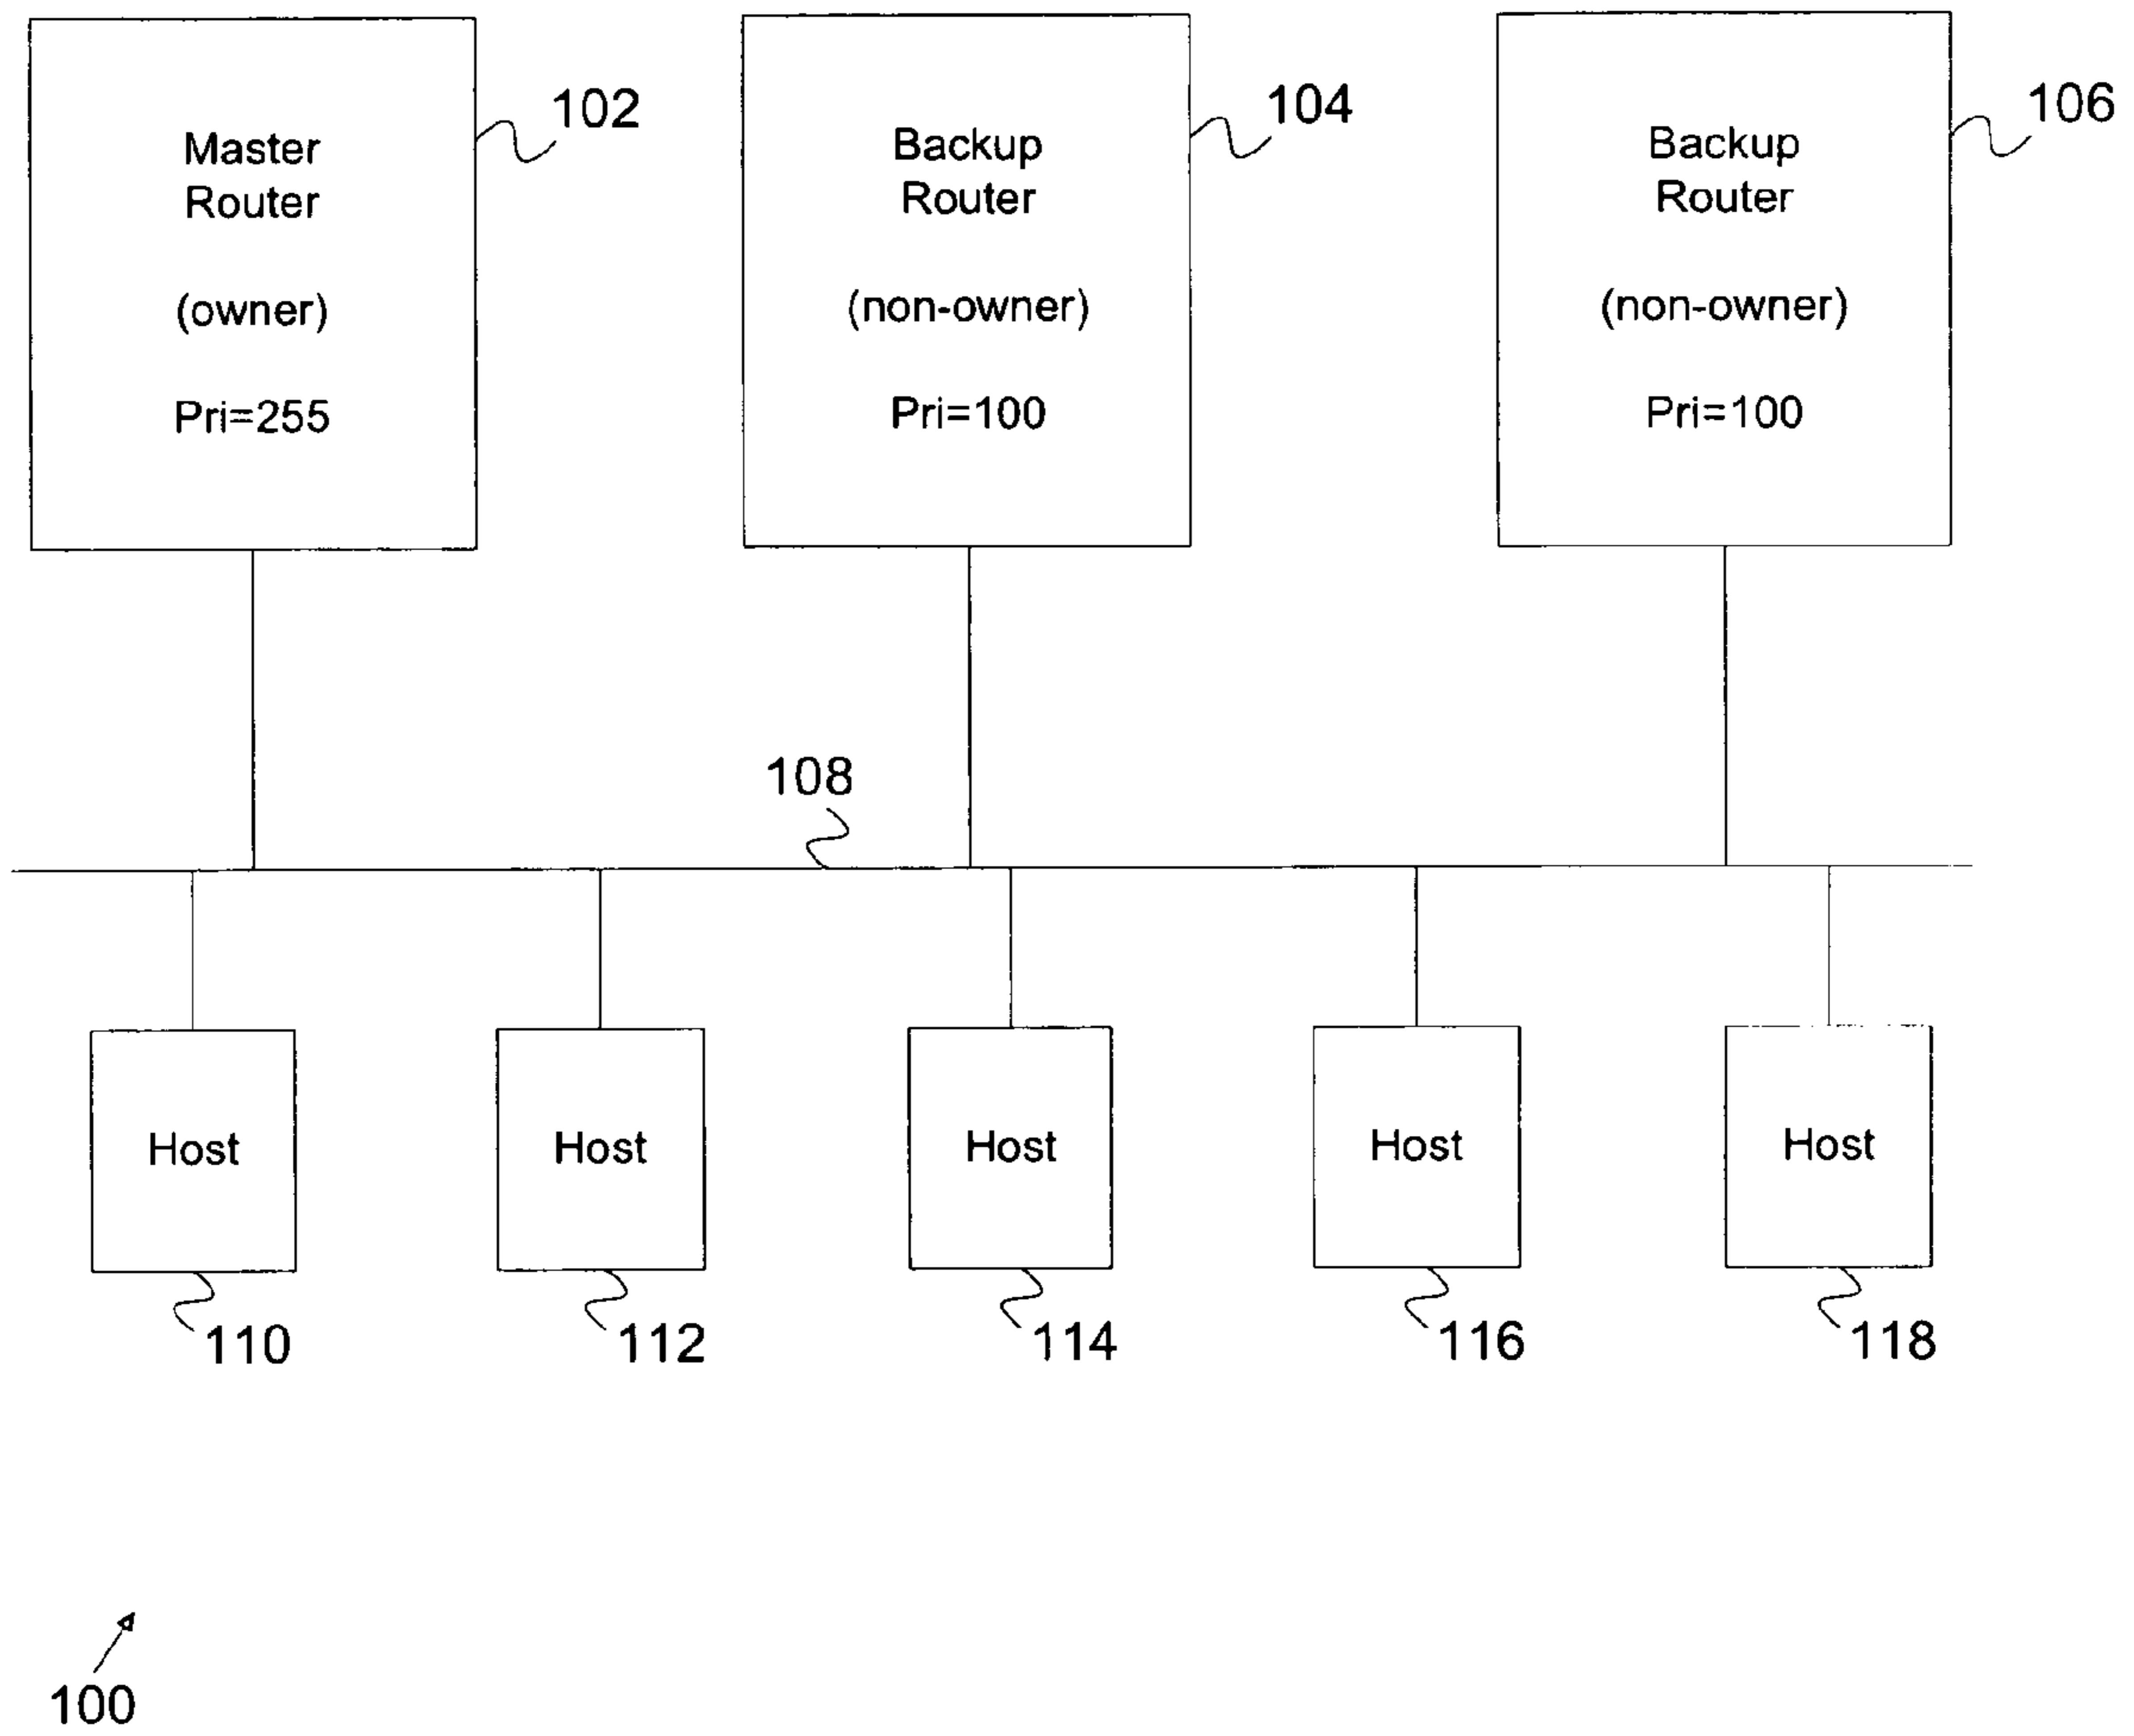 Master
Router
(owner)
Pri=255
102
Backup
Router
(non-owner)
Pri=100
104
Backup
Router
(non-owner)
Pri=100
106
108
Host
Host
Host
Host
Host
110
112
114
116
118
100